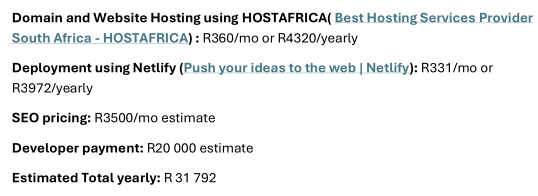 Domain and Website Hosting using HOSTAFRICA( Best Hosting Services Provider
South Africa - HOSTAFRICA) : R360/mo or R4320/yearly
Deployment using Netlify (Push your ideas to the web | Netlify): R331/mo or
R3972/yearly
SEO pricing: R3500/mo estimate
Developer payment: R20 000 estimate
Estimated Total yearly: R 31 792